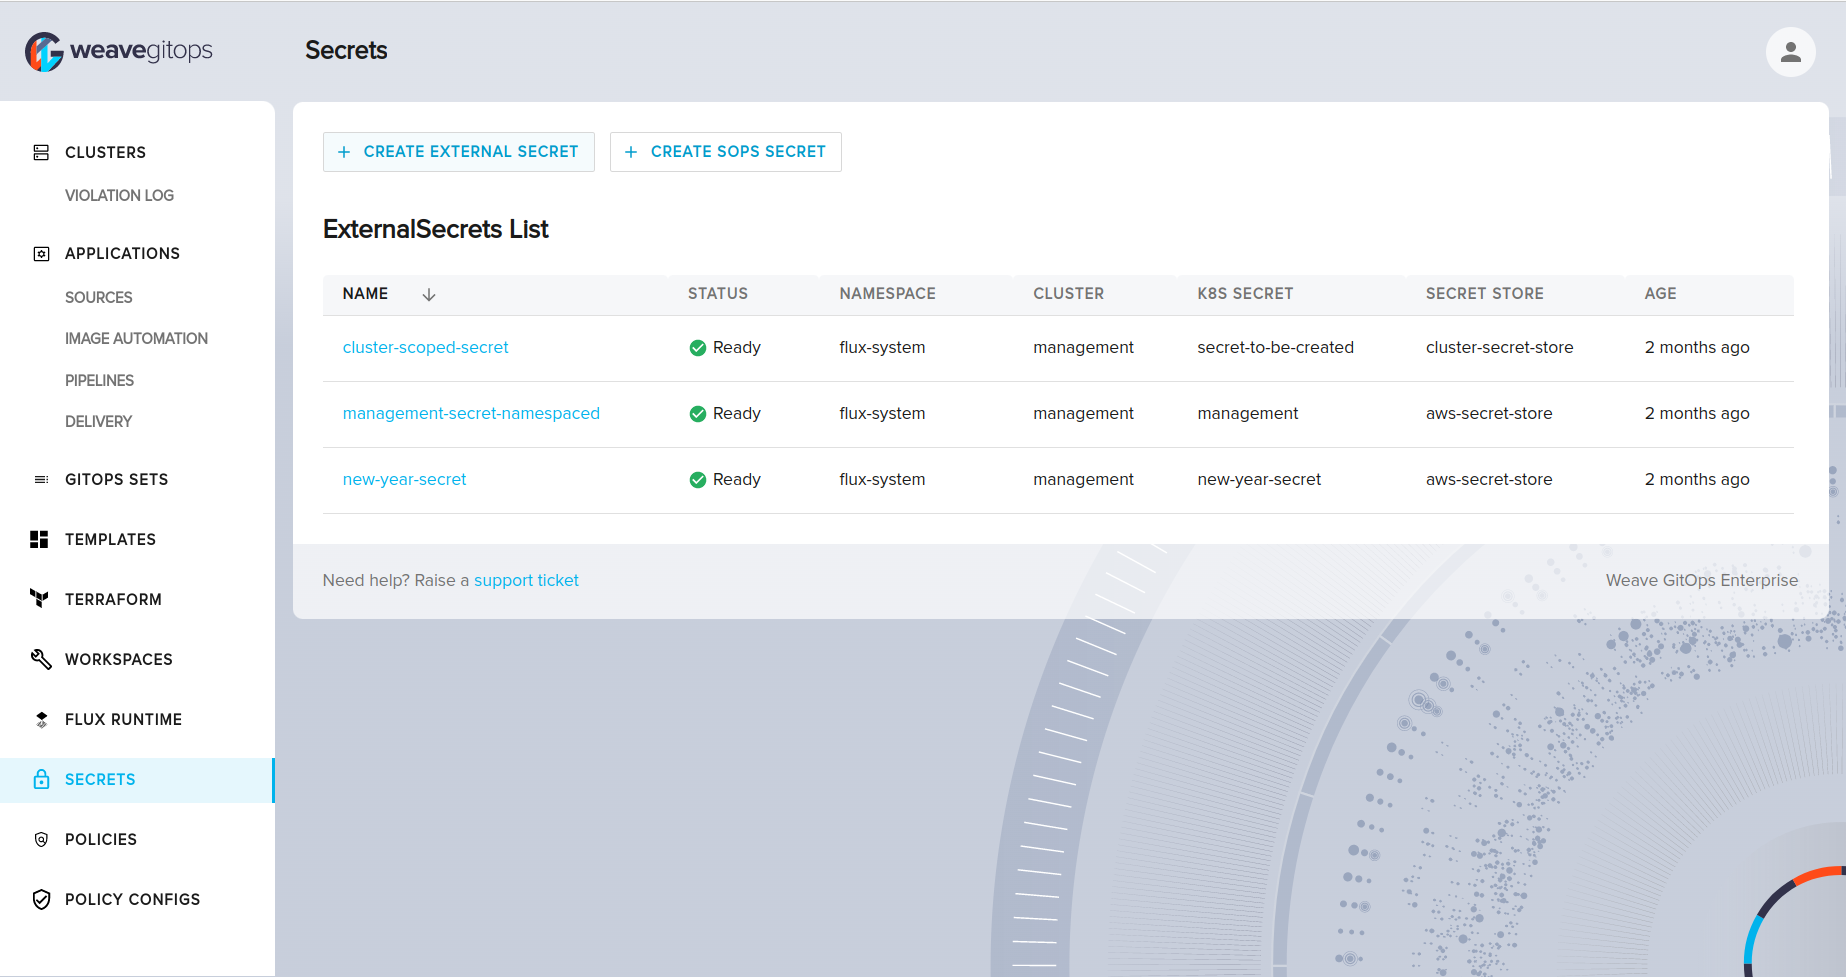 weavegitops
Secrets
CLUSTERS
VIOLATION LOG
APPLICATIONS
SOURCES
IMAGE AUTOMATION
PIPELINES
DELIVERY
GITOPS SETS
TEMPLATES
TERRAFORM
WORKSPACES
FLUX RUNTIME
SECRETS
POLICIES
POLICY CONFIGS
+ CREATE EXTERNAL SECRET + CREATE SOPS SECRET
ExternalSecrets List
NAME STATUS NAMESPACE CLUSTER K8S SECRET SECRET STORE AGE
cluster-scoped-secret Ready flux-system management secret-to-be-created cluster-secret-store 2 months ago
management-secret-namespaced Ready flux-system management management aws-secret-store 2 months ago
new-year-secret Ready flux-system management new-year-secret aws-secret-store 2 months ago
Need help? Raise a support ticket Weave GitOps Enterprise